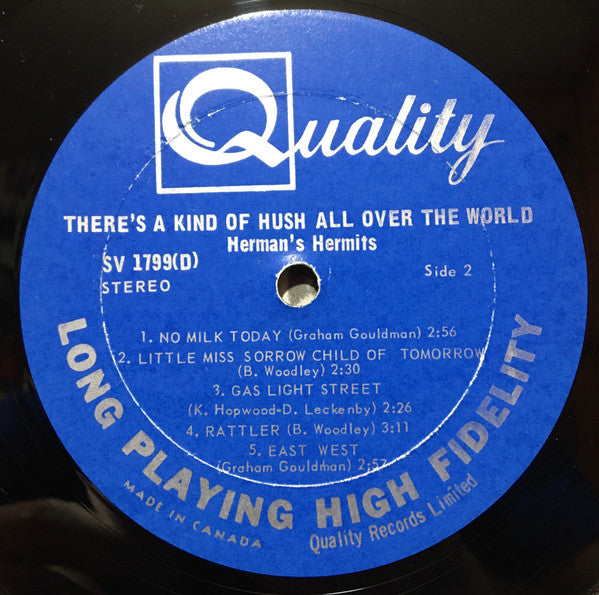 Quality
THERE'S A KIND OF HUSH ALL OVER THE WORLD
Herman's Hermits
SV 1799(D)
STEREO
Side 2
1. NO MILK TODAY (Graham Gouldman) 2:56
2. LITTLE MISS SORROW CHILD OF TOMORROW
(B. Woodley) 2:30
3. GAS LIGHT STREET
(K. Hopwood-D. Leckenby) 2:26
4. RATTLER (B. Woodley) 3:11
5. EAST WEST
(Graham Gouldman) 2:57
LONG PLAYING HIGH FIDELITY
MADE IN CANADA
Quality Records Limited